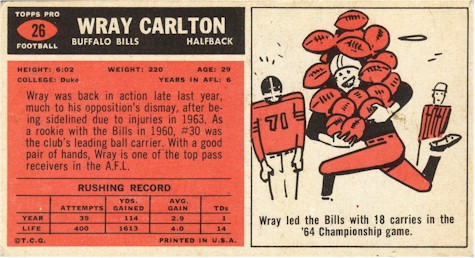 TOPPS PRO
26
FOOTBALL
WRAY CARLTON
BUFFALO BILLS HALFBACK
HEIGHT: 6:02 WEIGHT: 220 AGE: 29
COLLEGE: Duke YEARS IN AFL: 6
Wray was back in action late last year,
much to his opposition's dismay, after be-
ing sidelined due to injuries in 1963. As
a rookie with the Bills in 1960, #30 was
the club's leading ball carrier. With a good
pair of hands, Wray is one of the top pass
receivers in the A.F.L.
RUSHING RECORD
ATTEMPTS YDS. GAINED AVG. GAIN TDs
YEAR 39 114 2.9 1
LIFE 400 1613 4.0 14
©T.C.G. PRINTED IN U.S.A.
71
Wray led the Bills with 18 carries in the
'64 Championship game.